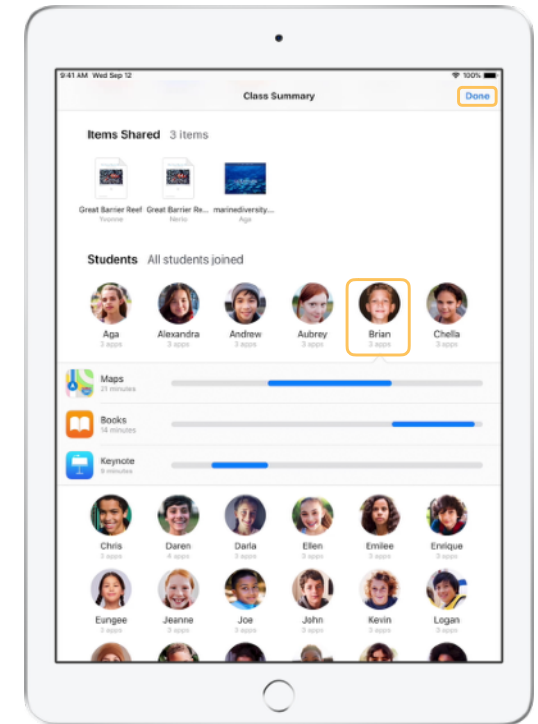 9:41 AM Wed Sep 12
100%
Class Summary
Done
Items Shared 3 items
Great Barrier Reef
Yvonne
Great Barrier Re...
Nerio
marinediversity...
Aga
Students All students joined
Aga
3 apps
Alexandra
3 apps
Andrew
3 apps
Aubrey
3 apps
Brian
3 apps
Chella
3 apps
Maps
21 minutes
Books
14 minutes
Keynote
9 minutes
Chris
3 apps
Daren
4 apps
Darla
3 apps
Ellen
3 apps
Emilee
3 apps
Enrique
3 apps
Eungee
Jeanne
3 apps
Joe
John
3 apps
Kevin
3 apps
Logan
3 apps